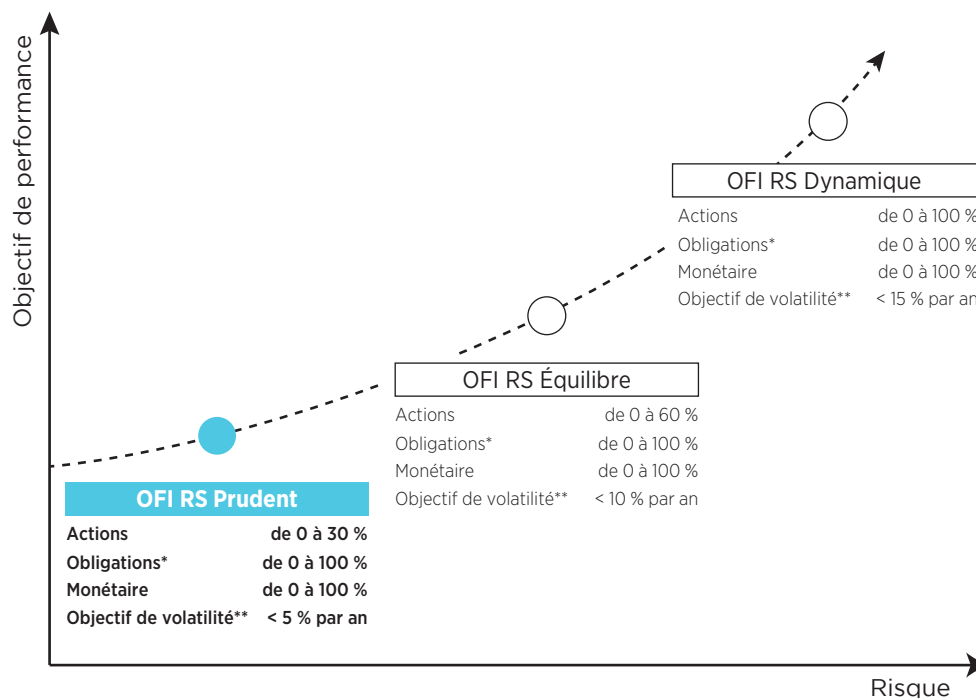 Objectif de performance
OFI RS Dynamique
Actions de 0 à 100 %
Obligations* de 0 à 100 %
Monétaire de 0 à 100 %
Objectif de volatilité** < 15 % par an
OFI RS Équilibre
Actions de 0 à 60 %
Obligations* de 0 à 100 %
Monétaire de 0 à 100 %
Objectif de volatilité** < 10 % par an
OFI RS Prudent
Actions de 0 à 30 %
Obligations* de 0 à 100 %
Monétaire de 0 à 100 %
Objectif de volatilité** < 5 % par an
Risque